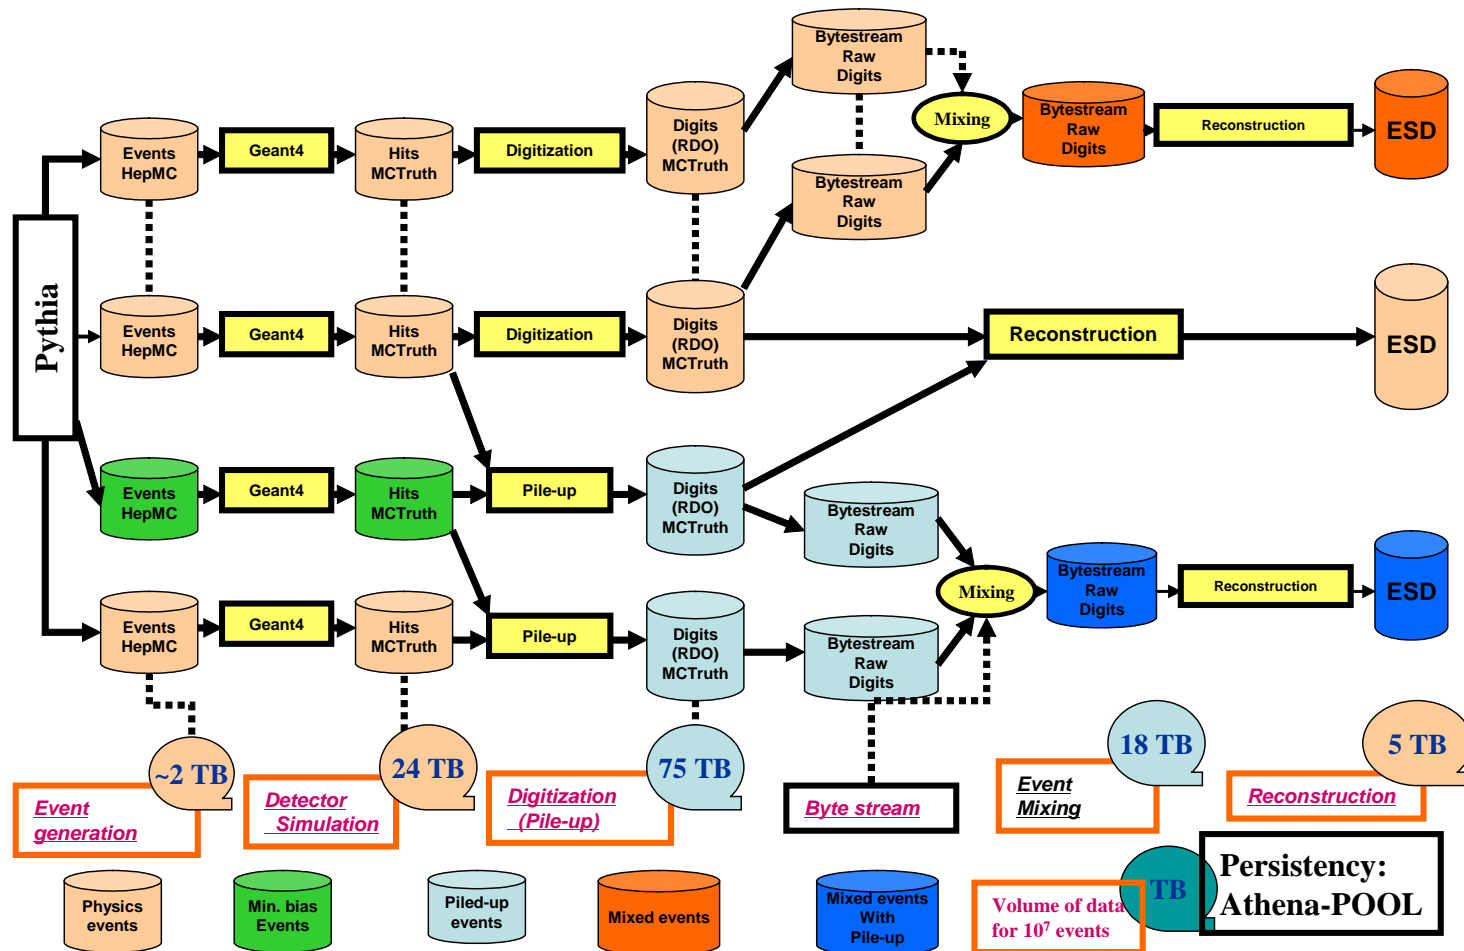 Bytestream
Raw
Digits
Mixing
Bytestream
Raw
Digits
Reconstruction
ESD
Events
HepMC
Geant4
Hits
MCTruth
Digitization
Digits
(RDO)
MCTruth
Bytestream
Raw
Digits
Pythia
Events
HepMC
Geant4
Hits
MCTruth
Digitization
Digits
(RDO)
MCTruth
Reconstruction
ESD
Events
HepMC
Geant4
Hits
MCTruth
Pile-up
Digits
(RDO)
MCTruth
Bytestream
Raw
Digits
Mixing
Bytestream
Raw
Digits
Reconstruction
ESD
Events
HepMC
Geant4
Hits
MCTruth
Pile-up
Digits
(RDO)
MCTruth
Bytestream
Raw
Digits
~2 TB
24 TB
75 TB
18 TB
5 TB
Event
generation
Detector
Simulation
Digitization
(Pile-up)
Byte stream
Event
Mixing
Reconstruction
Physics
events
Min. bias
Events
Piled-up
events
Mixed events
Mixed events
With
Pile-up
Volume of data
for 10⁷ events
TB
Persistency:
Athena-POOL